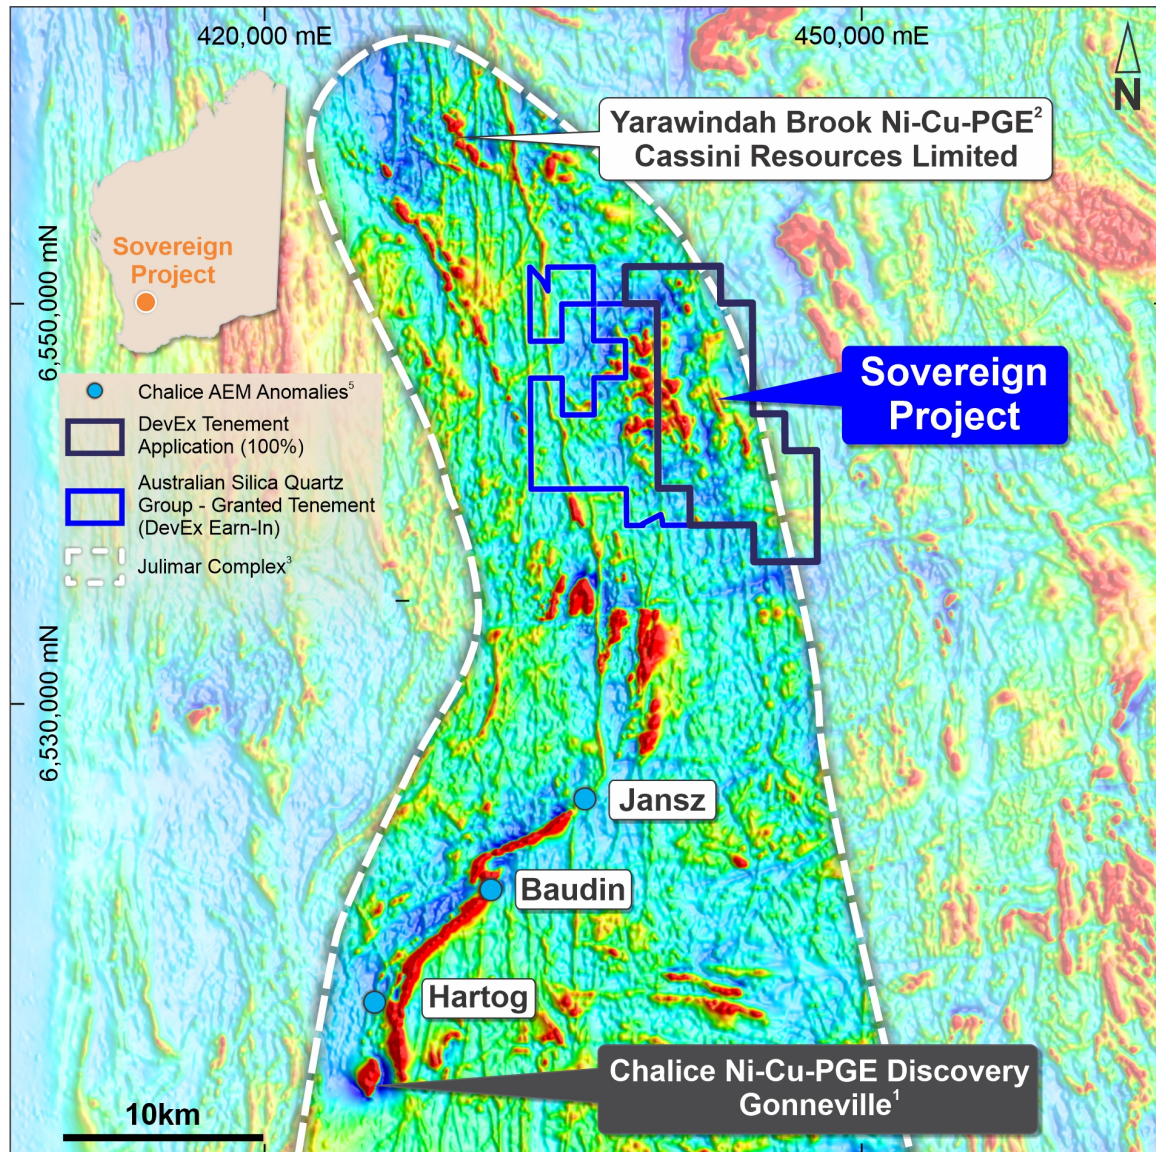 420,000 mE
450,000 mE
N
Yarawindah Brook Ni-Cu-PGE²
Cassini Resources Limited
Sovereign
Project
6,550,000 mN
Sovereign
Project
Chalice AEM Anomalies⁵
DevEx Tenement
Application (100%)
Australian Silica Quartz
Group - Granted Tenement
(DevEx Earn-In)
Julimar Complex³
6,530,000 mN
Jansz
Baudin
Hartog
Chalice Ni-Cu-PGE Discovery
Gonneville¹
10km